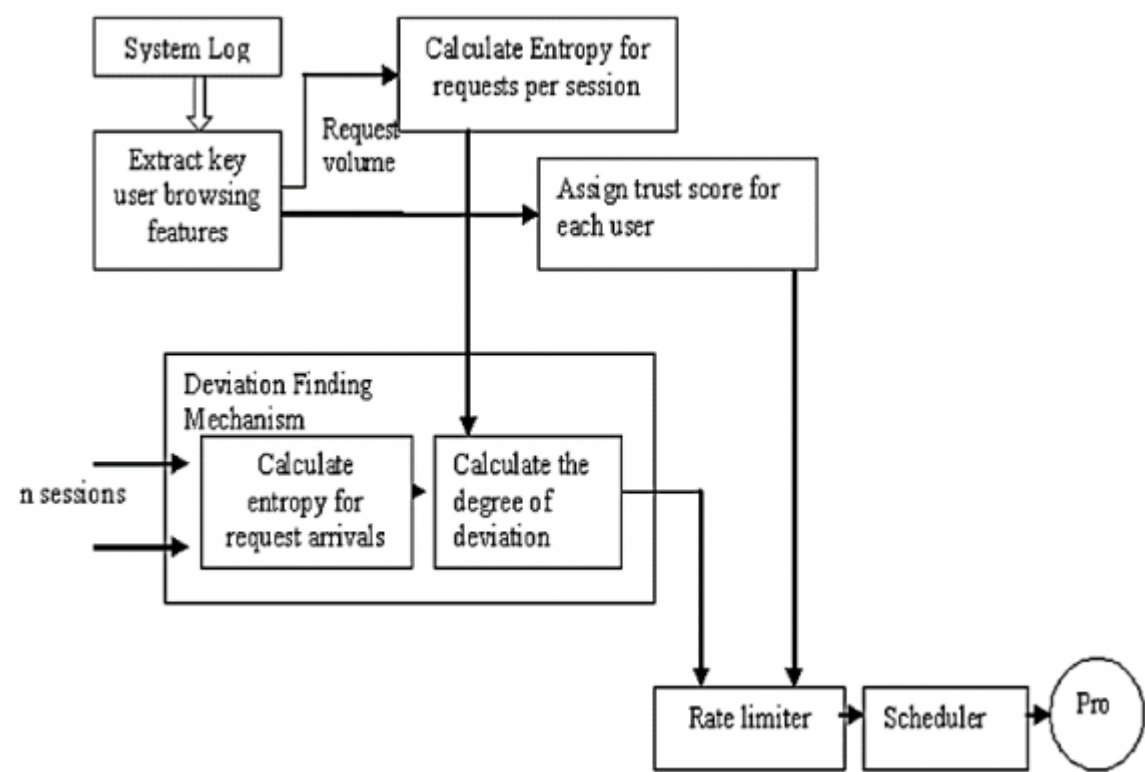 System Log
Calculate Entropy for
requests per session
Request
volume
Extract key
user browsing
features
Assign trust score for
each user
Deviation Finding
Mechanism
n sessions
Calculate
entropy for
request arrivals
Calculate the
degree of
deviation
Rate limiter
Scheduler
Pro